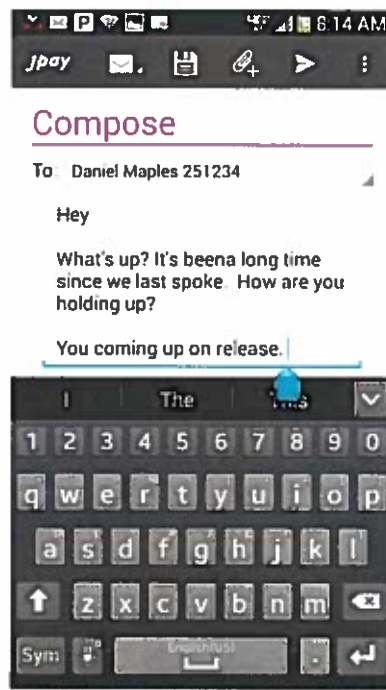 P 8:14 AM
jpay
Compose
To Daniel Maples 251234
Hey
What's up? It's beena long time
since we last spoke. How are you
holding up?
You coming up on release.
I The This
1 2 3 4 5 6 7 8 9 0
q w e r t y u i o p
a s d f g h j k l
z x c v b n m
Sym English(US) .